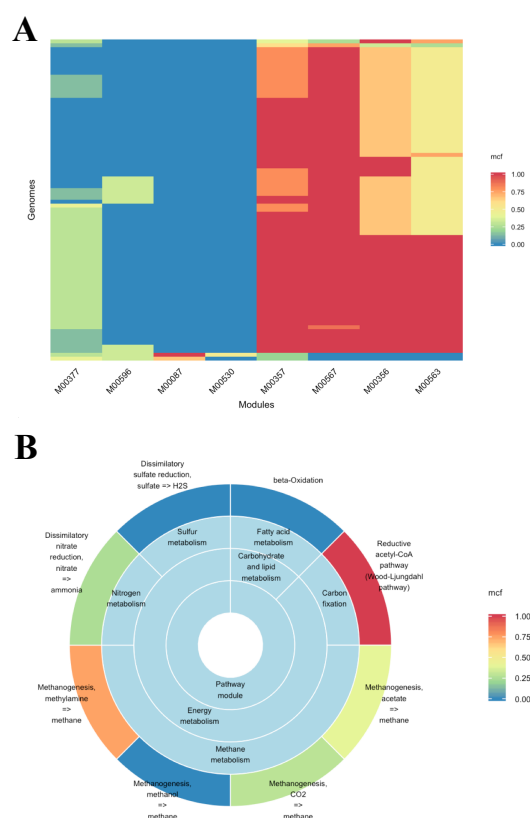 A
Genomes
mcf
1.00
0.75
0.50
0.25
0.00
M00377
M00596
M00087
M00530
M00357
M00567
M00356
M00563
Modules
B
Dissimilatory
sulfate reduction,
sulfate => H2S
beta-Oxidation
Sulfur
metabolism
Fatty acid
metabolism
Dissimilatory
nitrate
reduction,
nitrate
=>
ammonia
Carbohydrate
and lipid
metabolism
Reductive
acetyl-CoA
pathway
(Wood-Ljungdahl
pathway)
Nitrogen
metabolism
Carbon
fixation
mcf
1.00
0.75
0.50
0.25
0.00
Methanogenesis,
methylamine
=>
methane
Pathway
module
Methanogenesis,
acetate
=>
methane
Energy
metabolism
Methane
metabolism
Methanogenesis,
methanol
=>
methane
Methanogenesis,
CO2
=>
methane